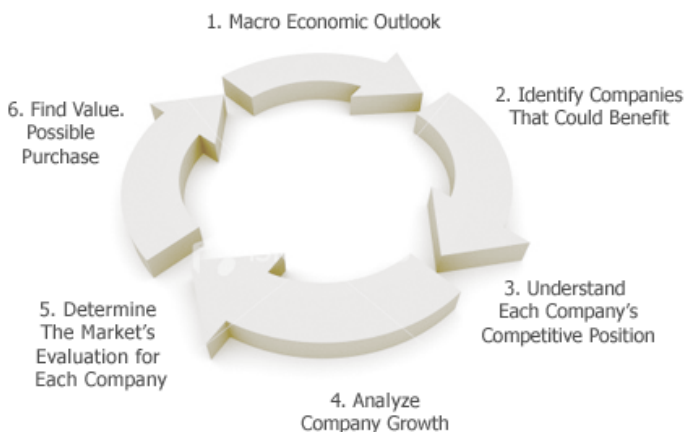 1. Macro Economic Outlook
2. Identify Companies
That Could Benefit
3. Understand
Each Company's
Competitive Position
4. Analyze
Company Growth
5. Determine
The Market's
Evaluation for
Each Company
6. Find Value.
Possible
Purchase